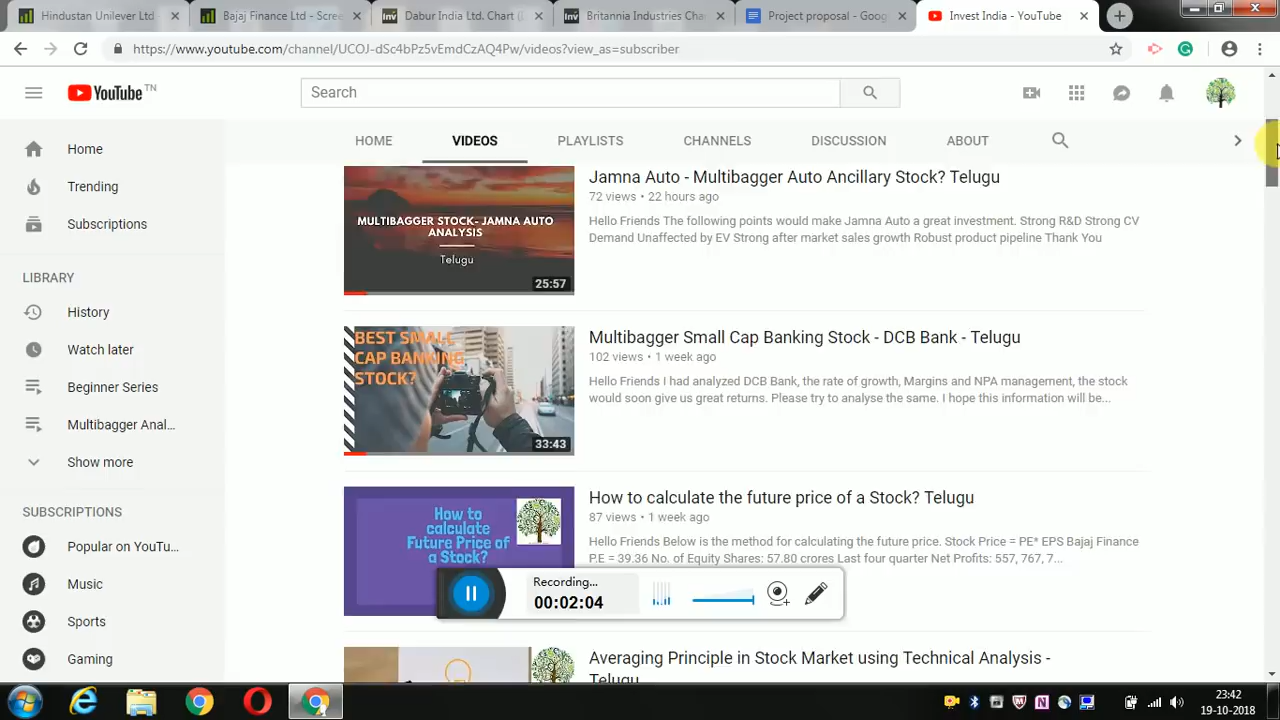 Hindustan Unilever Ltd
Bajaj Finance Ltd - Scree
Dabur India Ltd. Chart
Britannia Industries Cha
Project proposal - Goog
Invest India - YouTube
https://www.youtube.com/channel/UCOJ-dSc4bPz5vEmdCzAQ4Pw/videos?view_as=subscriber
YouTube TN
Search
HOME
VIDEOS
PLAYLISTS
CHANNELS
DISCUSSION
ABOUT
Home
Trending
Subscriptions
LIBRARY
History
Watch later
Beginner Series
Multibagger Anal...
Show more
SUBSCRIPTIONS
Popular on YouTu...
Music
Sports
Gaming
MULTIBAGGER STOCK- JAMNA AUTO
ANALYSIS
Telugu
25:57
Jamna Auto - Multibagger Auto Ancillary Stock? Telugu
72 views • 22 hours ago
Hello Friends The following points would make Jamna Auto a great investment. Strong R&D Strong CV
Demand Unaffected by EV Strong after market sales growth Robust product pipeline Thank You
BEST SMALL
CAP BANKING
STOCK?
33:43
Multibagger Small Cap Banking Stock - DCB Bank - Telugu
102 views • 1 week ago
Hello Friends I had analyzed DCB Bank, the rate of growth, Margins and NPA management, the stock
would soon give us great returns. Please try to analyse the same. I hope this information will be...
How to
calculate
Future Price of
a Stock?
How to calculate the future price of a Stock? Telugu
87 views • 1 week ago
Hello Friends Below is the method for calculating the future price. Stock Price = PE* EPS Bajaj Finance
P.E = 39.36 No. of Equity Shares: 57.80 crores Last four quarter Net Profits: 557, 767, 7...
Recording...
00:02:04
Averaging Principle in Stock Market using Technical Analysis -
Telugu
23:42
19-10-2018